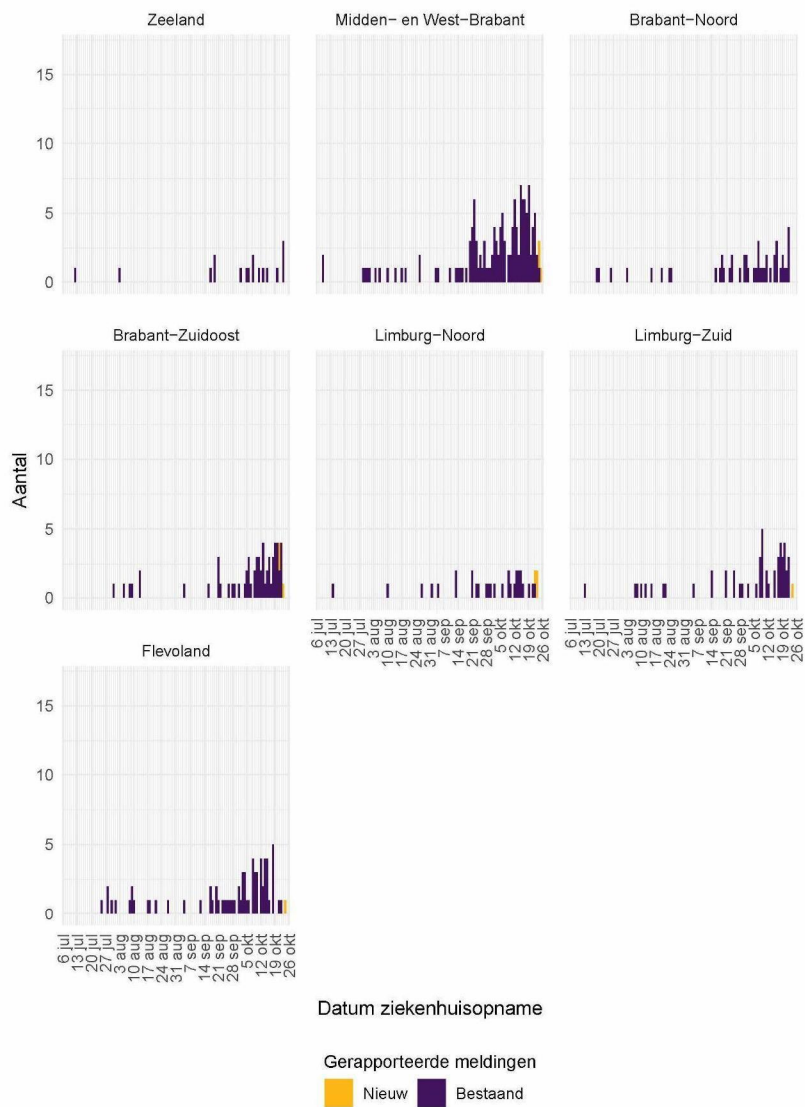 Zeeland
Midden- en West-Brabant
Brabant-Noord
15
10
5
0
Brabant-Zuidoost
Limburg-Noord
Limburg-Zuid
Aantal
15
10
5
0
6 jul
13 jul
20 jul
27 jul
3 aug
10 aug
17 aug
24 aug
31 aug
7 sep
14 sep
21 sep
28 sep
5 okt
12 okt
19 okt
26 okt
6 jul
13 jul
20 jul
27 jul
3 aug
10 aug
17 aug
24 aug
31 aug
7 sep
14 sep
21 sep
28 sep
5 okt
12 okt
19 okt
26 okt
Flevoland
15
10
5
0
6 jul
13 jul
20 jul
27 jul
3 aug
10 aug
17 aug
24 aug
31 aug
7 sep
14 sep
21 sep
28 sep
5 okt
12 okt
19 okt
26 okt
Datum ziekenhuisopname
Gerapporteerde meldingen
Nieuw Bestaand